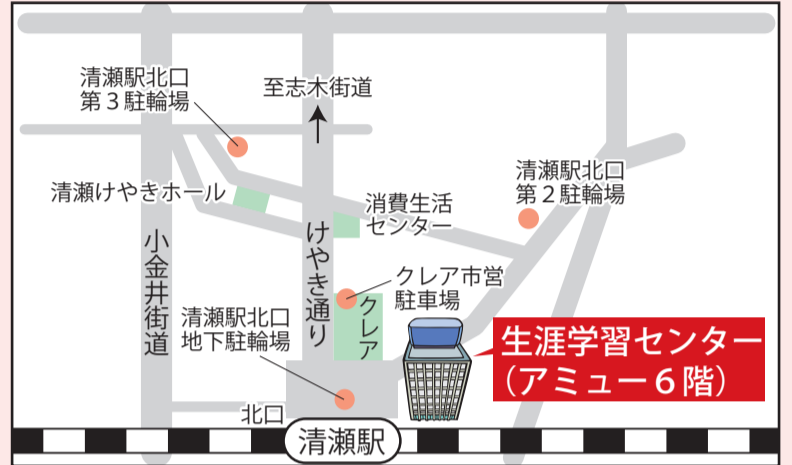 清瀬駅北口
第３駐輪場
至志木街道
清瀬けやきホール
消費生活
センター
清瀬駅北口
第２駐輪場
小金井街道
けやき通り
クレア市営
駐車場
クレア
清瀬駅北口
地下駐輪場
生涯学習センター
（アミュー６階）
北口
清瀬駅